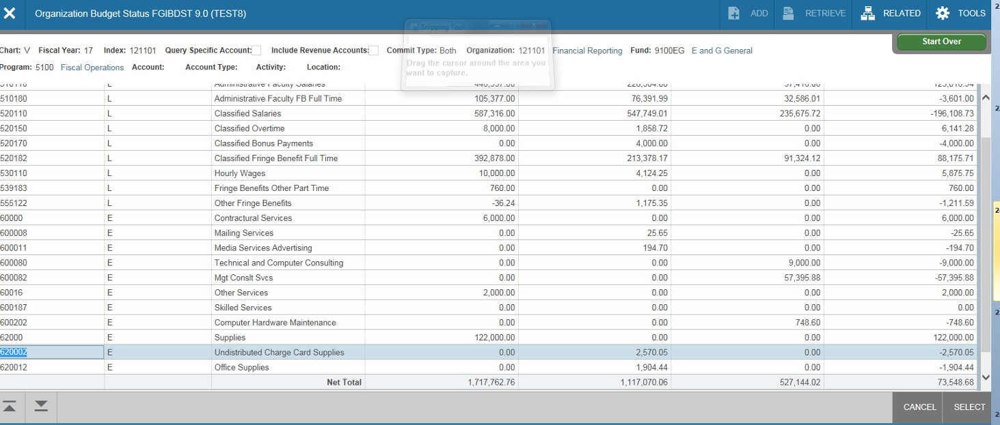 Organization Budget Status FGIBDST 9.0 (TEST8) ADD RETRIEVE RELATED TOOLS
Snipping Tool
Chart: V Fiscal Year: 17 Index: 121101 Query Specific Account: Include Revenue Accounts: Commit Type: Both Organization: 121101 Financial Reporting Fund: 9100EG E and G General Start Over
Drag the cursor around the area you want to capture.
Program: 5100 Fiscal Operations Account: Account Type: Activity: Location:
L Administrative Faculty Salaries
510180 L Administrative Faculty FB Full Time 105,377.00 76,391.99 32,586.01 -3,601.00
520110 L Classified Salaries 587,316.00 547,749.01 235,675.72 -196,108.73
520150 L Classified Overtime 8,000.00 1,858.72 0.00 6,141.28
520170 L Classified Bonus Payments 0.00 4,000.00 0.00 -4,000.00
520182 L Classified Fringe Benefit Full Time 392,878.00 213,378.17 91,324.12 88,175.71
530110 L Hourly Wages 10,000.00 4,124.25 0.00 5,875.75
539183 L Fringe Benefits Other Part Time 760.00 0.00 0.00 760.00
555122 L Other Fringe Benefits -36.24 1,175.35 0.00 -1,211.59
60000 E Contractural Services 6,000.00 0.00 0.00 6,000.00
600008 E Mailing Services 0.00 25.65 0.00 -25.65
600011 E Media Services Advertising 0.00 194.70 0.00 -194.70
600080 E Technical and Computer Consulting 0.00 0.00 9,000.00 -9,000.00
600082 E Mgt Conslt Svcs 0.00 0.00 57,395.88 -57,395.88
60016 E Other Services 2,000.00 0.00 0.00 2,000.00
600187 E Skilled Services 0.00 0.00 0.00 0.00
600202 E Computer Hardware Maintenance 0.00 0.00 748.60 -748.60
62000 E Supplies 122,000.00 0.00 0.00 122,000.00
620002 E Undistributed Charge Card Supplies 0.00 2,570.05 0.00 -2,570.05
620012 E Office Supplies 0.00 1,904.44 0.00 -1,904.44
Net Total 1,717,762.76 1,117,070.06 527,144.02 73,548.68
CANCEL SELECT